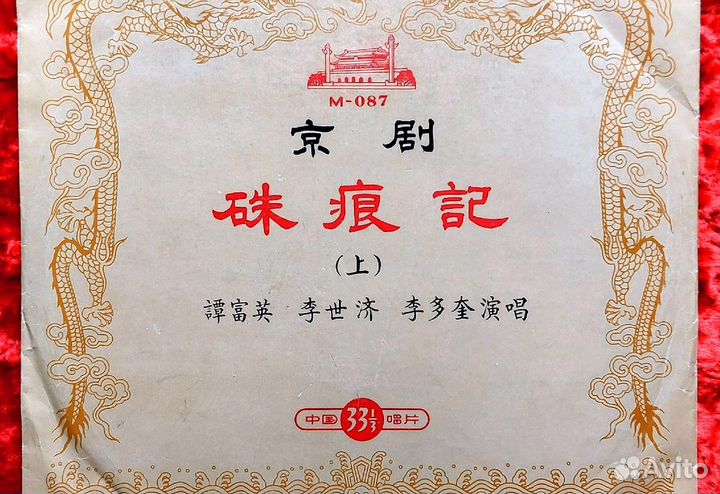 M-087
京剧
硃痕記
(上)
譚富英 李世济 李多奎演唱
中国 33⅓ 唱片
Avito